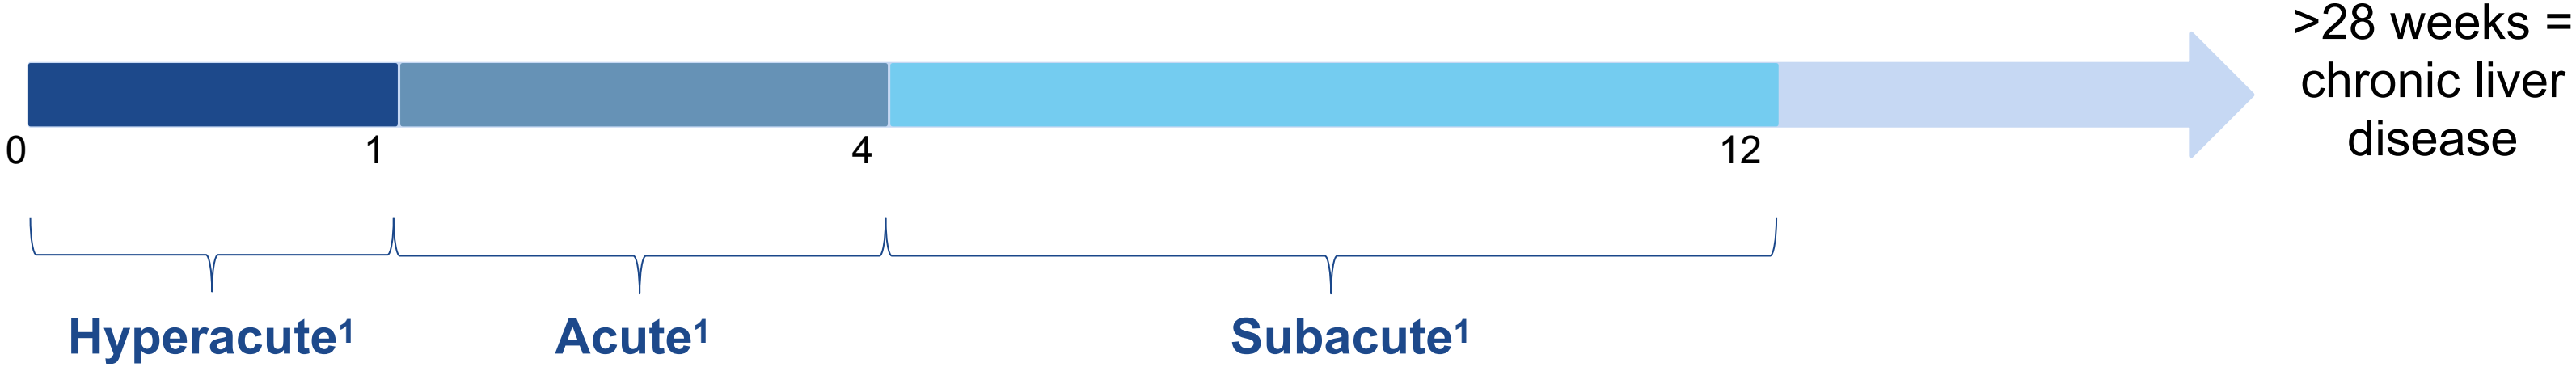 >28 weeks =
chronic liver
disease
0
1
4
12
Hyperacute¹
Acute¹
Subacute¹